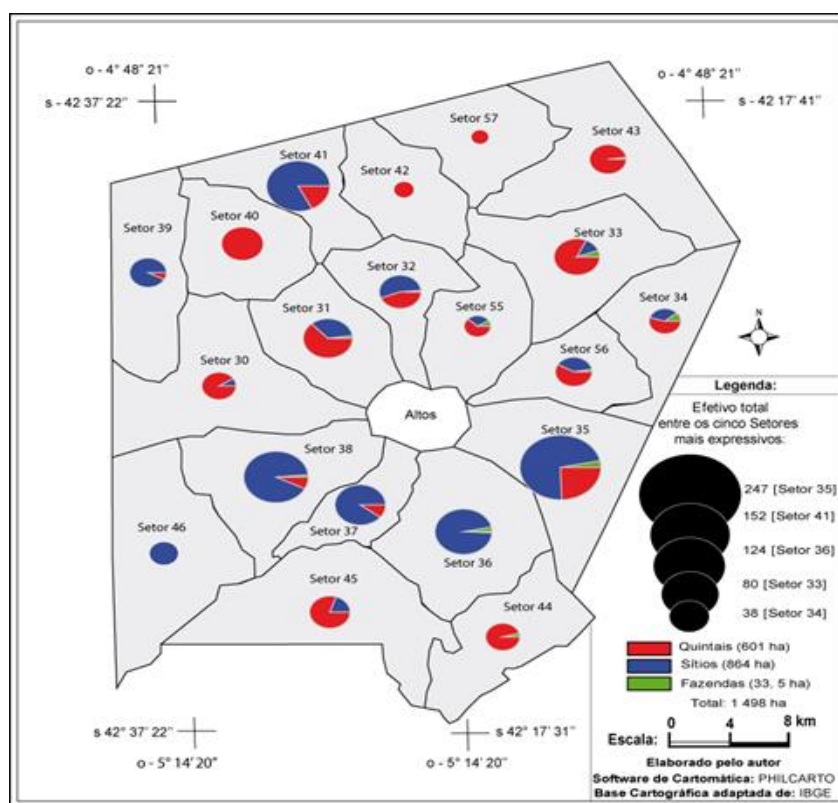 o - 4° 48' 21''
s - 42 37' 22''
o - 4° 48' 21''
s - 42° 17' 41''
Setor 57
Setor 43
Setor 41
Setor 42
Setor 39
Setor 40
Setor 33
Setor 32
Setor 34
Setor 31
Setor 55
Setor 30
Setor 56
N
Altos
Setor 35
Setor 38
Setor 37
Setor 36
Setor 46
Setor 45
Setor 44
s 42° 37' 22''
o - 5° 14' 20''
s 42° 17' 31''
o - 5° 14' 20''
Legenda:
Efetivo total
entre os cinco Setores
mais expressivos:
247 [Setor 35]
152 [Setor 41]
124 [Setor 36]
80 [Setor 33]
38 [Setor 34]
Quintais (601 ha)
Sítios (864 ha)
Fazendas (33, 5 ha)
Total: 1 498 ha
0 4 8 km
Escala:
Elaborado pelo autor
Software de Cartomática: PHILCARTO
Base Cartográfica adaptada de: IBGE